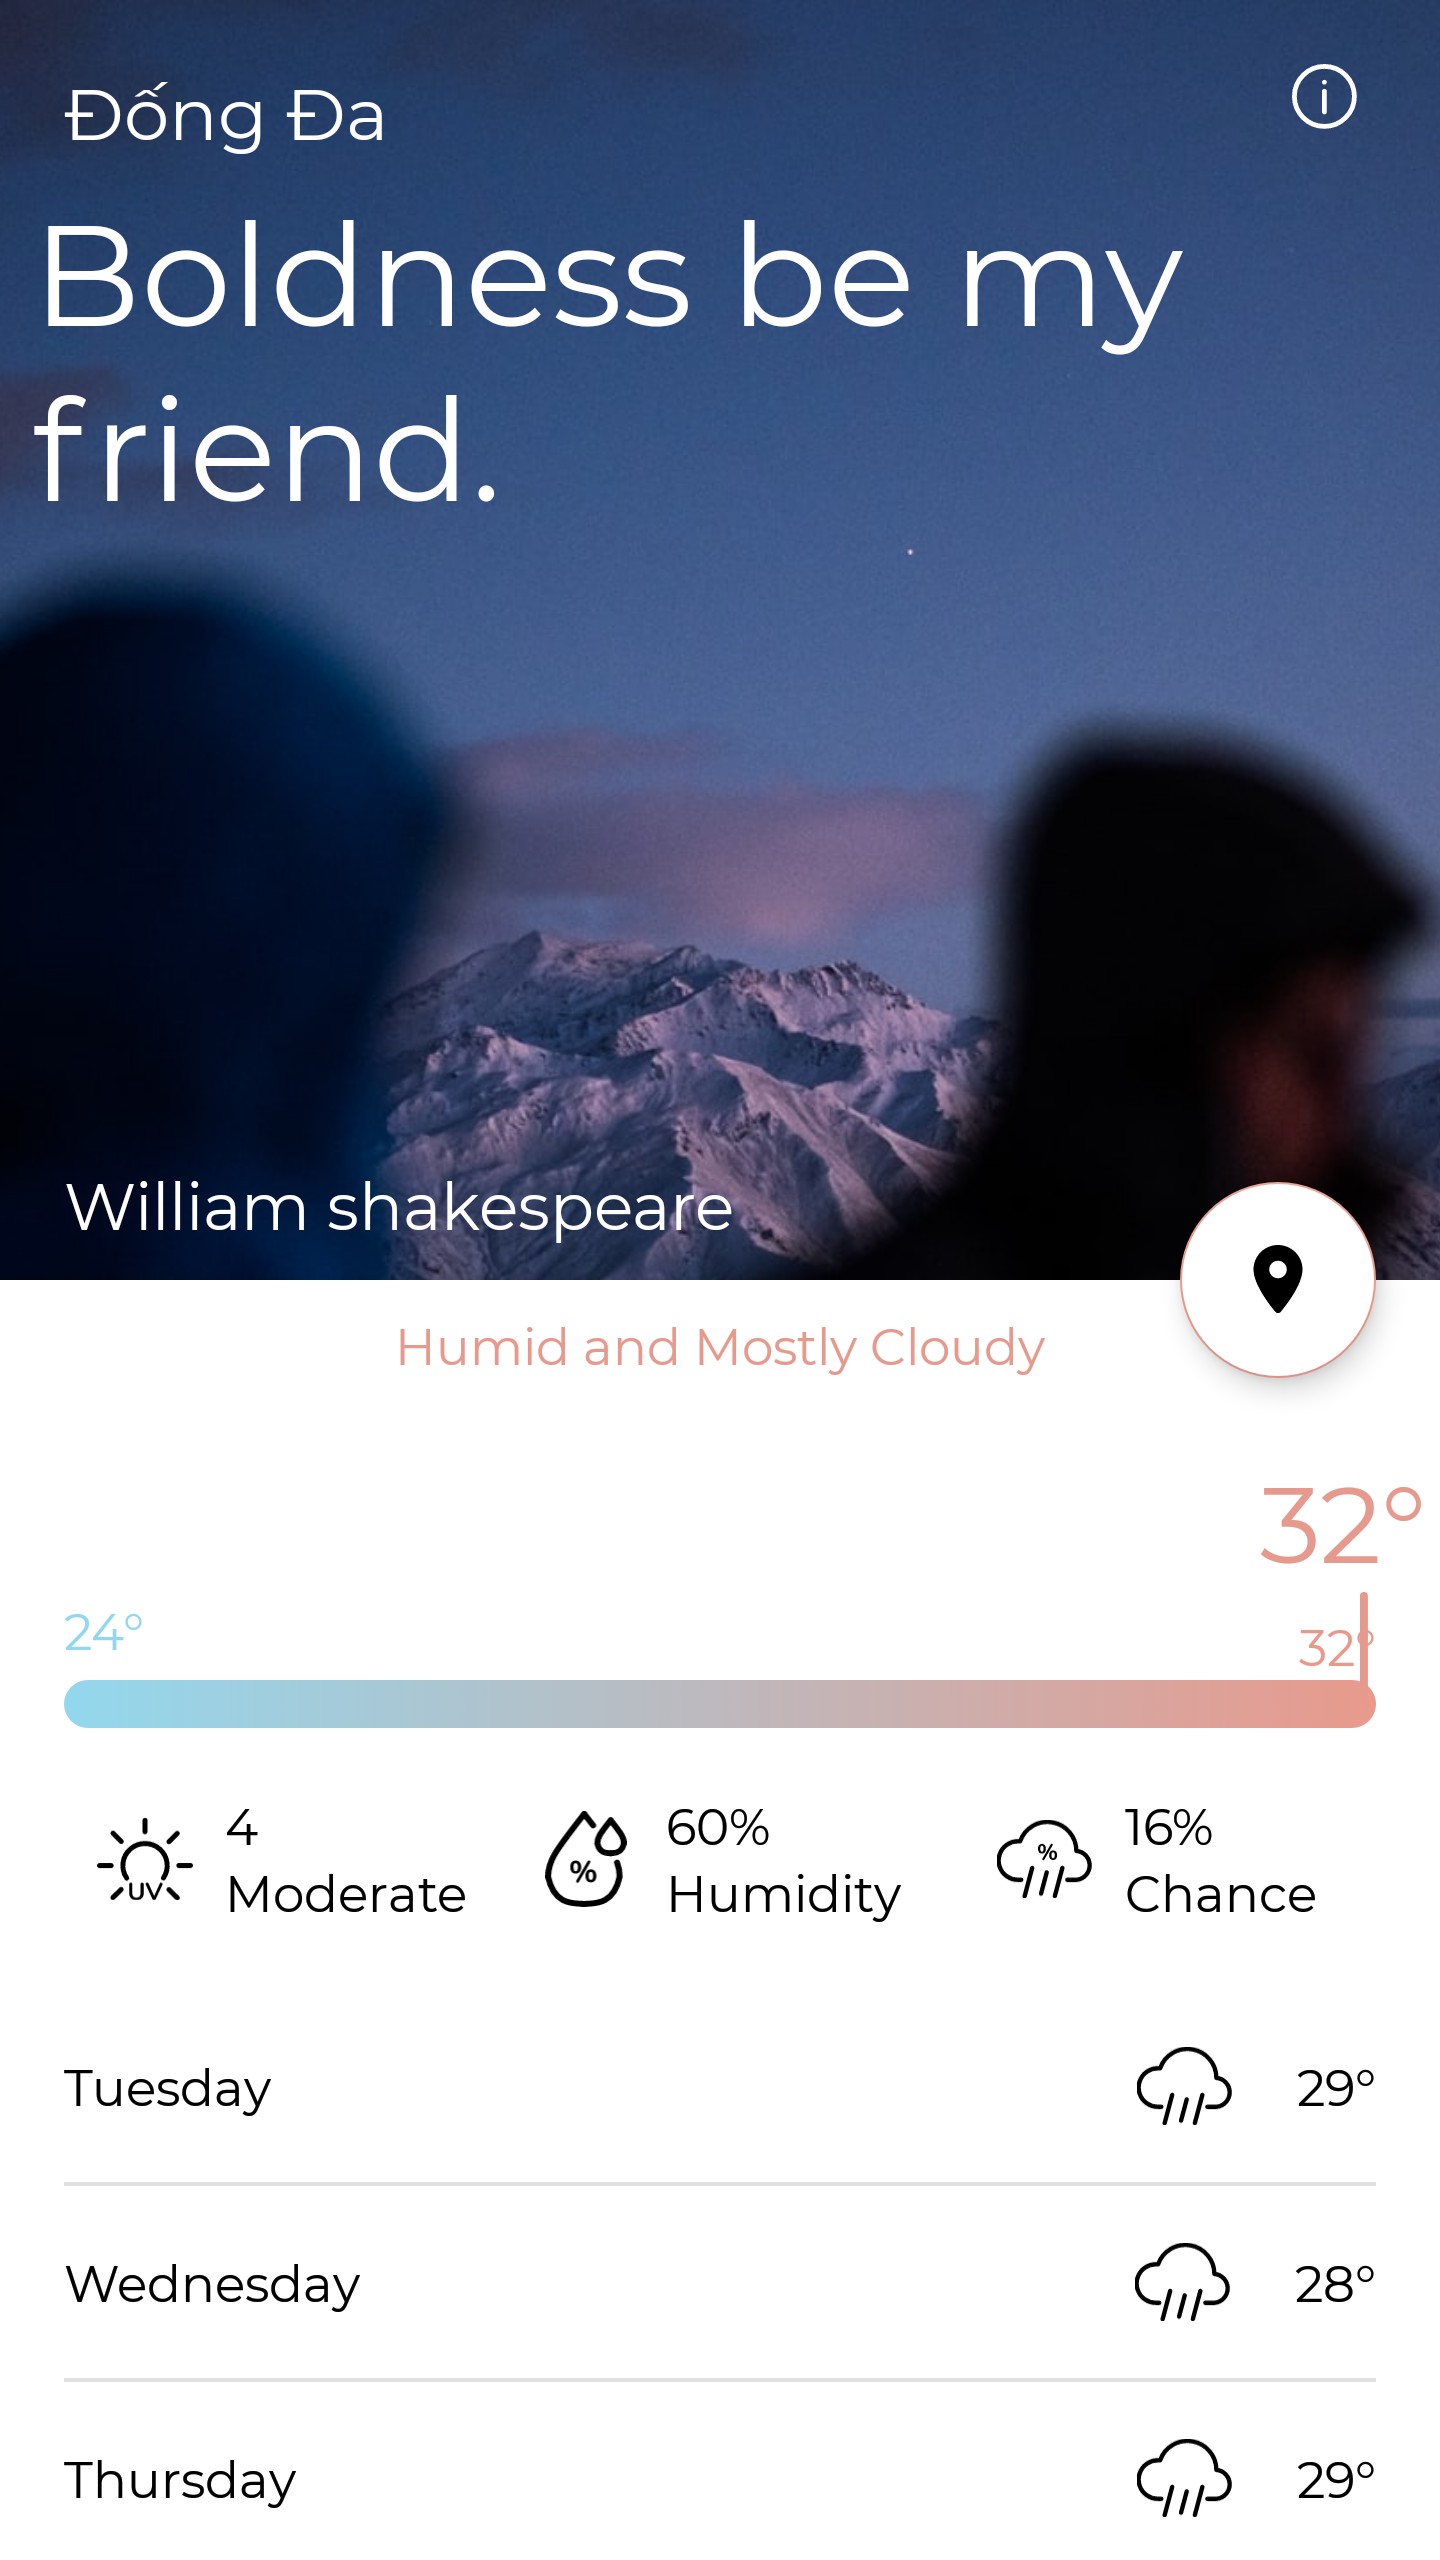 Đống Đa
Boldness be my
friend.
William shakespeare
Humid and Mostly Cloudy
32°
24°
32°
UV
4
Moderate
%
60%
Humidity
%
16%
Chance
Tuesday
29°
Wednesday
28°
Thursday
29°